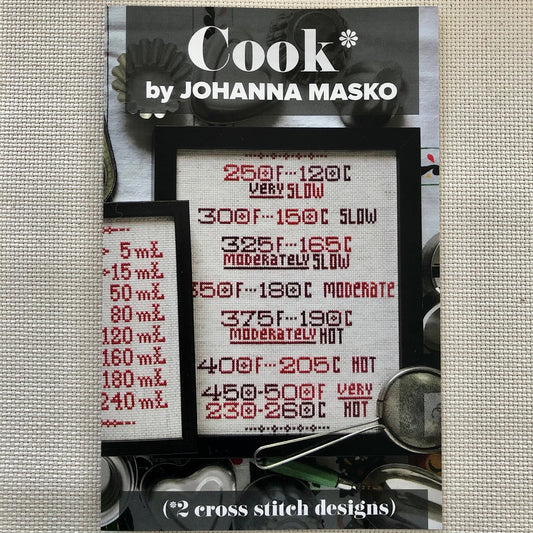 Cook*
by JOHANNA MASKO
250F---120C
VERY SLOW
300F---150C SLOW
325F---165C
MODERATELY SLOW
350F---180C MODERATE
375F---190C
MODERATELY HOT
400F---205C HOT
450-500F VERY
230-260C HOT
> 5 mL
>15 mL
50 mL
80 mL
120 mL
160 mL
180 mL
240 mL
(*2 cross stitch designs)